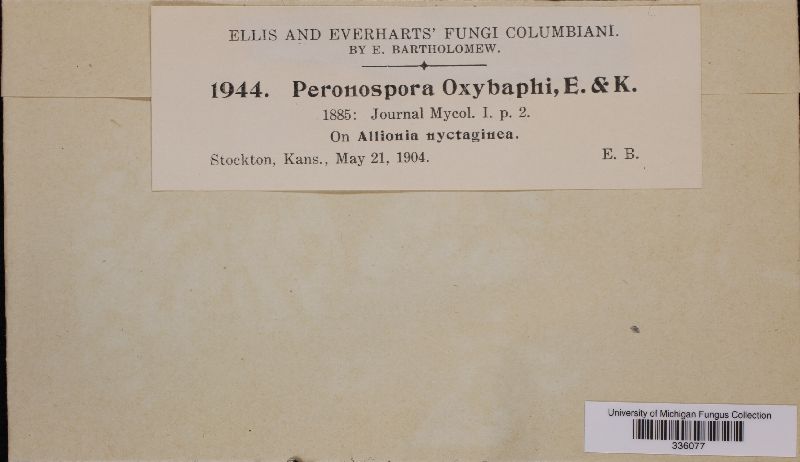 ELLIS AND EVERHARTS' FUNGI COLUMBIANI.
BY E. BARTHOLOMEW.
1944. Peronospora Oxybaphi, E. & K.
1885: Journal Mycol. I. p. 2.
On Allionia nyctaginea.
Stockton, Kans., May 21, 1904. E. B.
University of Michigan Fungus Collection
336077